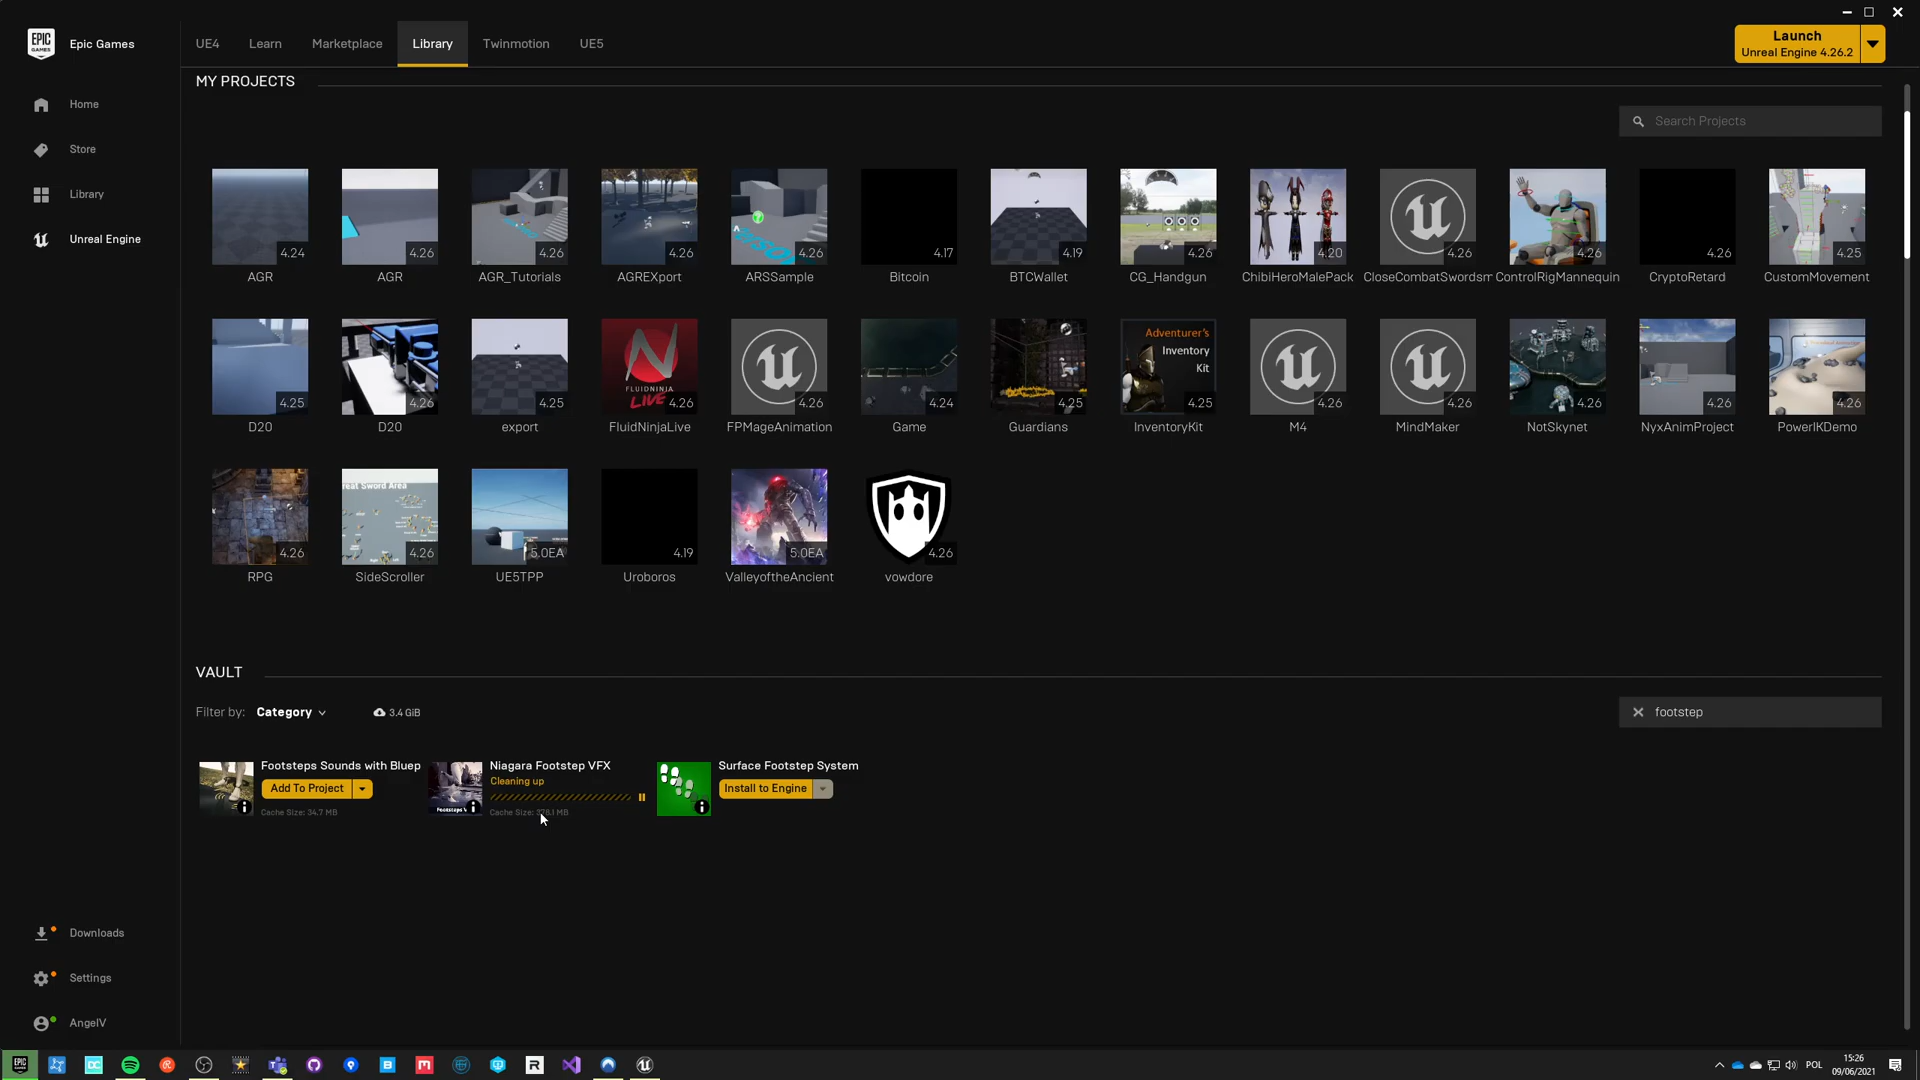 Epic Games
UE4
Learn
Marketplace
Library
Twinmotion
UE5
Launch
Unreal Engine 4.26.2
Home
Store
Library
Unreal Engine
MY PROJECTS
Search Projects
4.24
AGR
4.26
AGR
4.26
AGR_Tutorials
4.26
AGREXport
4.26
ARSSample
4.17
Bitcoin
4.19
BTCWallet
4.26
CG_Handgun
4.20
ChibiHeroMalePack
4.26
CloseCombatSwordsm
4.26
ControlRigMannequin
4.26
CryptoRetard
4.25
CustomMovement
4.25
D20
4.26
D20
4.25
export
FLUIDNINJA
LIVE
4.26
FluidNinjaLive
4.26
FPMageAnimation
4.24
Game
4.25
Guardians
Adventurer's
Inventory
Kit
4.25
InventoryKit
4.26
M4
4.26
MindMaker
4.26
NotSkynet
4.26
NyxAnimProject
4.26
PowerIKDemo
4.26
RPG
reat Sword Area
4.26
SideScroller
5.0EA
UE5TPP
4.19
Uroboros
5.0EA
ValleyoftheAncient
4.26
vowdore
VAULT
Filter by: Category
3.4 GiB
footstep
Footsteps Sounds with Bluep
Add To Project
Cache Size: 34.7 MB
Niagara Footstep VFX
Cleaning up
Cache Size:
Surface Footstep System
Install to Engine
Downloads
Settings
AngelV
POL
15:26
09/06/2021